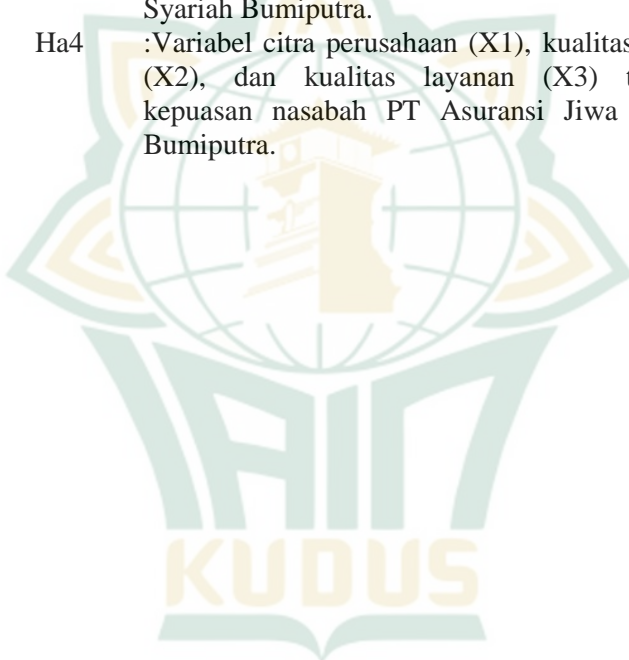 Syariah Bumiputra.
Ha4 :Variabel citra perusahaan (X1), kualitas
(X2), dan kualitas layanan (X3) t
kepuasan nasabah PT Asuransi Jiwa
Bumiputra.
IAIN
KUDUS